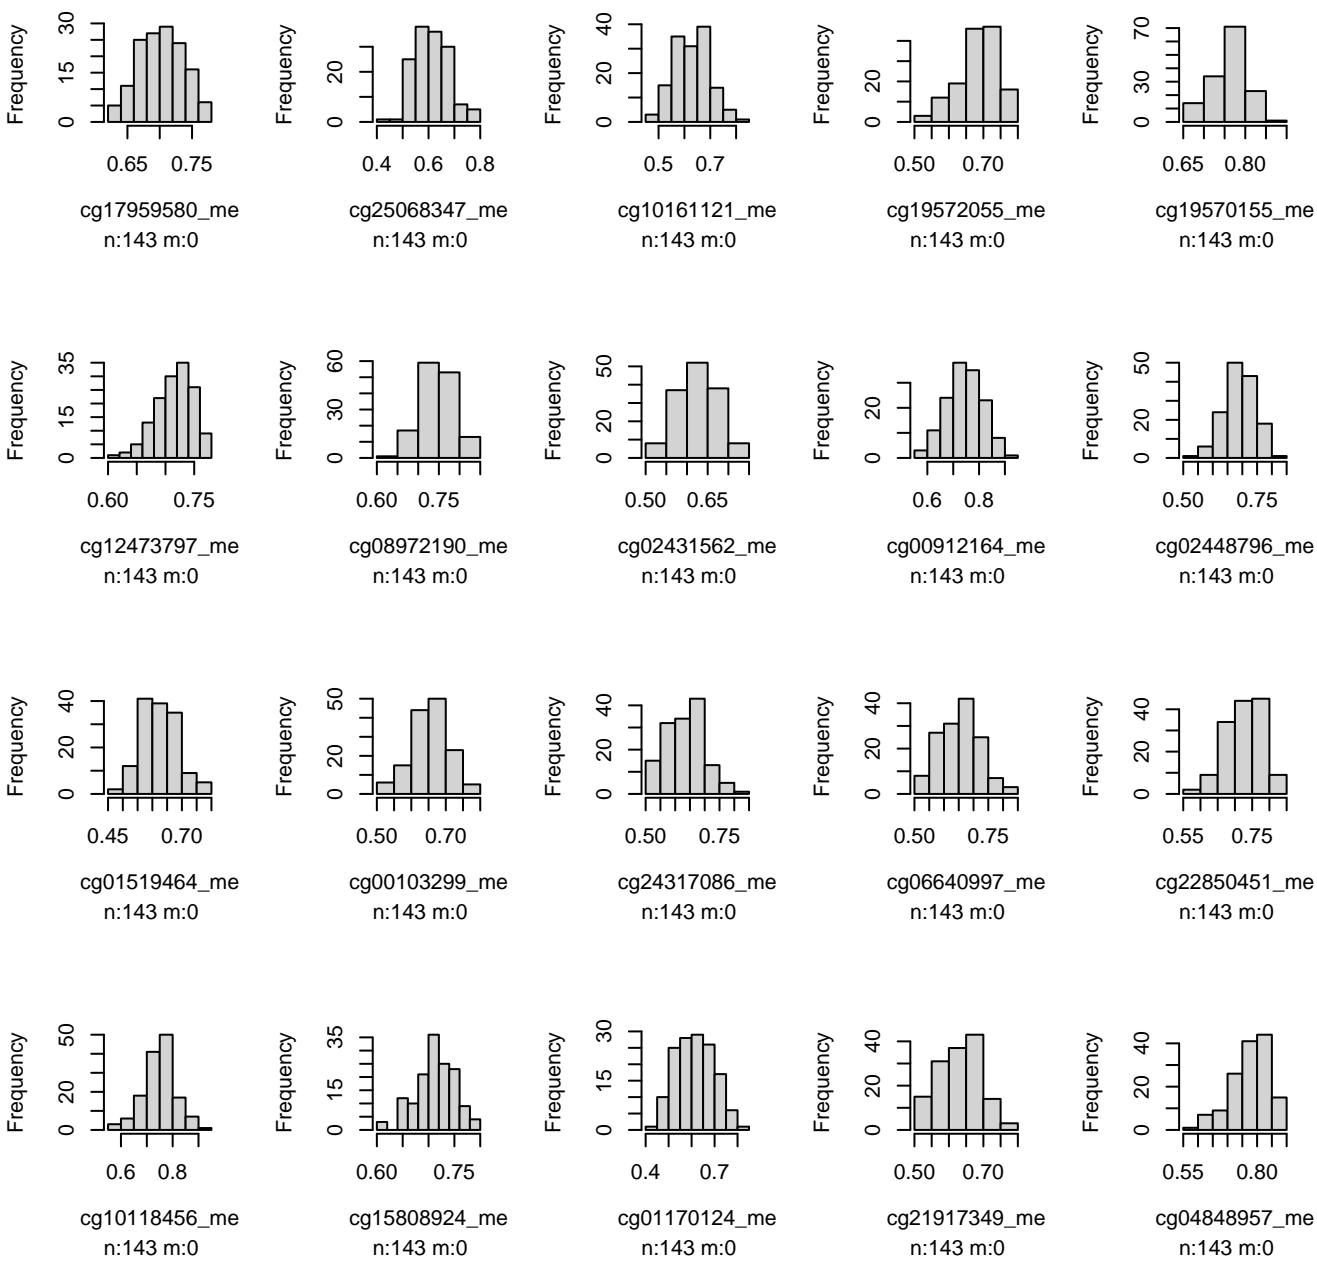 Frequency
0 15 30
0.65 0.75
cg17959580_me
n:143 m:0
Frequency
0 20
0.4 0.6 0.8
cg25068347_me
n:143 m:0
Frequency
0 20 40
0.5 0.7
cg10161121_me
n:143 m:0
Frequency
0 20
0.50 0.70
cg19572055_me
n:143 m:0
Frequency
0 30 70
0.65 0.80
cg19570155_me
n:143 m:0
Frequency
0 15 35
0.60 0.75
cg12473797_me
n:143 m:0
Frequency
0 30 60
0.60 0.75
cg08972190_me
n:143 m:0
Frequency
0 20 50
0.50 0.65
cg02431562_me
n:143 m:0
Frequency
0 20
0.6 0.8
cg00912164_me
n:143 m:0
Frequency
0 20 50
0.50 0.75
cg02448796_me
n:143 m:0
Frequency
0 20 40
0.45 0.70
cg01519464_me
n:143 m:0
Frequency
0 20 50
0.50 0.70
cg00103299_me
n:143 m:0
Frequency
0 20 40
0.50 0.75
cg24317086_me
n:143 m:0
Frequency
0 20 40
0.50 0.75
cg06640997_me
n:143 m:0
Frequency
0 20 40
0.55 0.75
cg22850451_me
n:143 m:0
Frequency
0 20 50
0.6 0.8
cg10118456_me
n:143 m:0
Frequency
0 15 35
0.60 0.75
cg15808924_me
n:143 m:0
Frequency
0 15 30
0.4 0.7
cg01170124_me
n:143 m:0
Frequency
0 20 40
0.50 0.70
cg21917349_me
n:143 m:0
Frequency
0 20 40
0.55 0.80
cg04848957_me
n:143 m:0